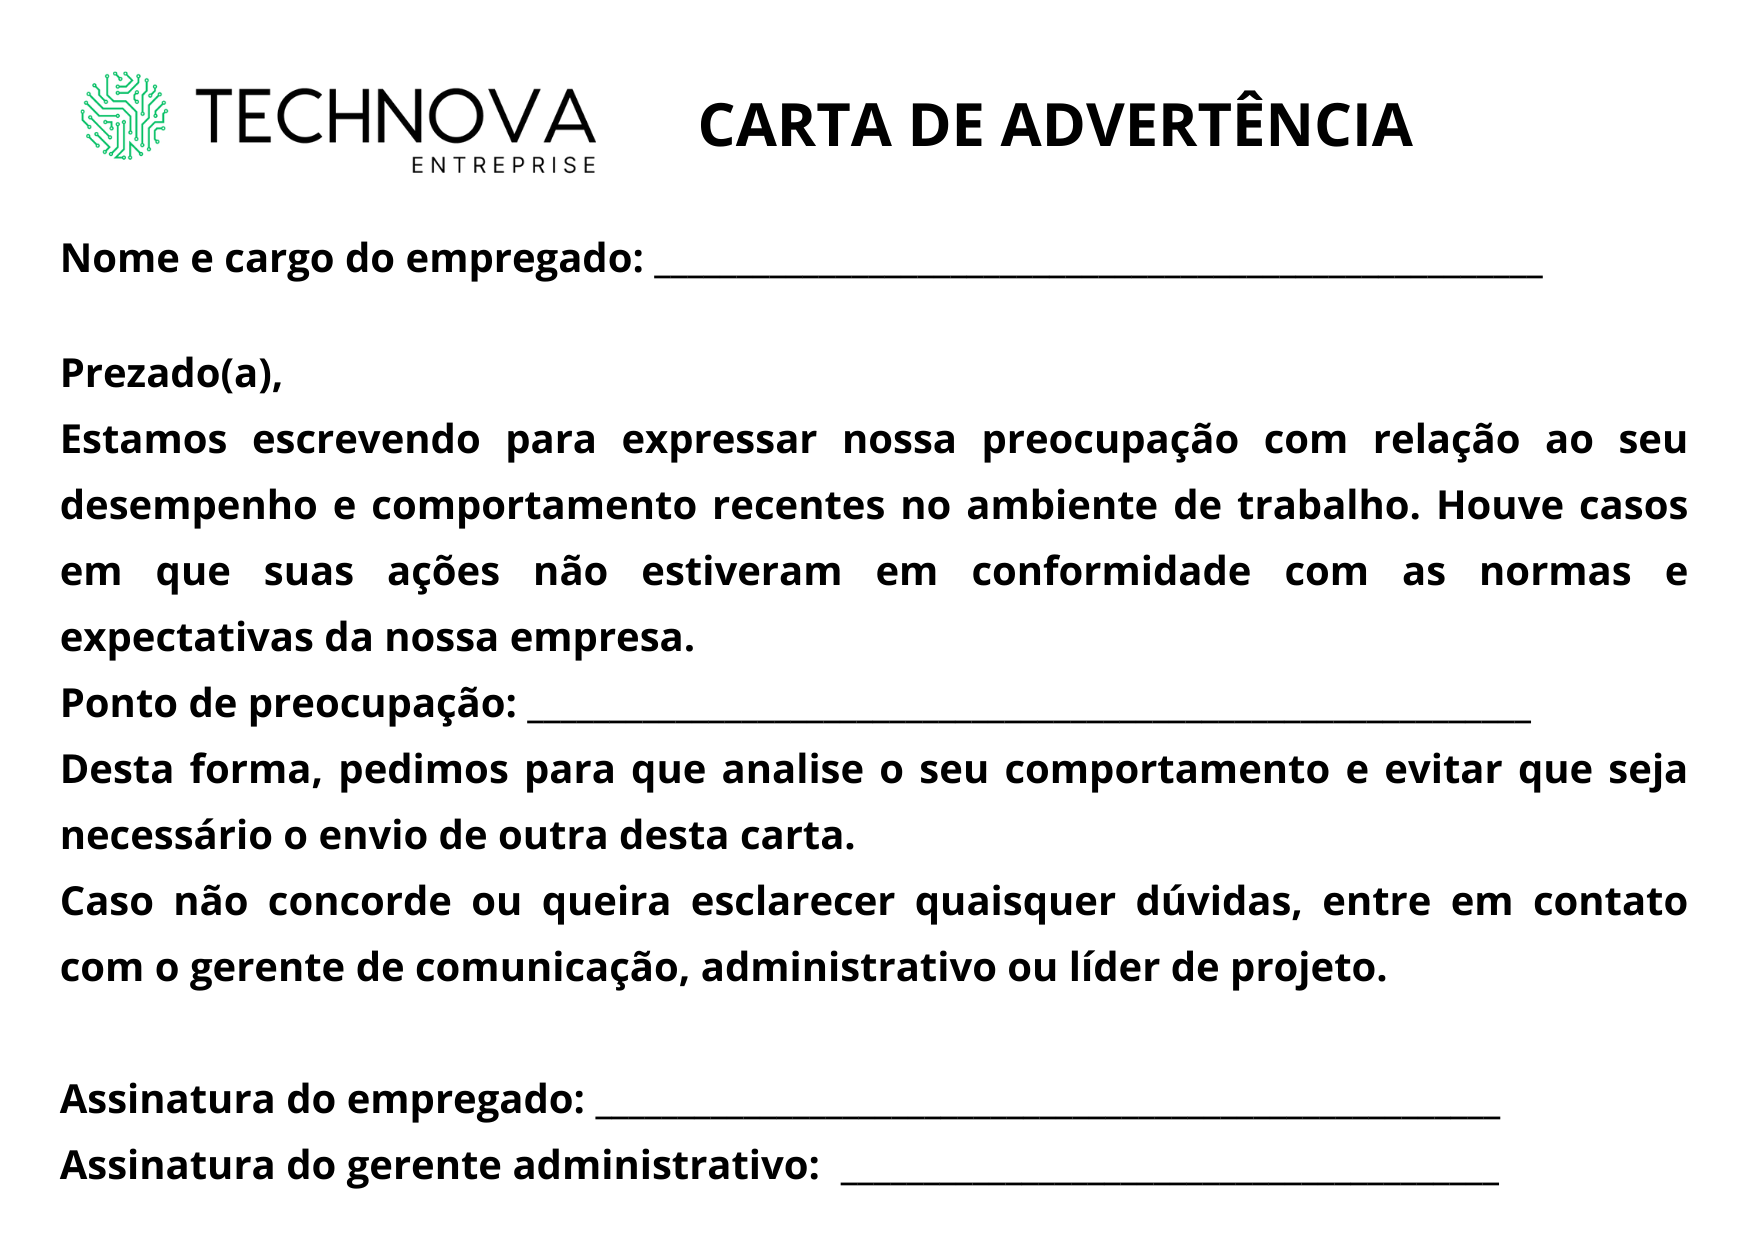 TECHNOVA
ENTREPRISE
CARTA DE ADVERTÊNCIA
Nome e cargo do empregado: ______________________________________________________
Prezado(a),
Estamos escrevendo para expressar nossa preocupação com relação ao seu
desempenho e comportamento recentes no ambiente de trabalho. Houve casos
em que suas ações não estiveram em conformidade com as normas e
expectativas da nossa empresa.
Ponto de preocupação: _____________________________________________________________
Desta forma, pedimos para que analise o seu comportamento e evitar que seja
necessário o envio de outra desta carta.
Caso não concorde ou queira esclarecer quaisquer dúvidas, entre em contato
com o gerente de comunicação, administrativo ou líder de projeto.
Assinatura do empregado: _______________________________________________________
Assinatura do gerente administrativo: ________________________________________